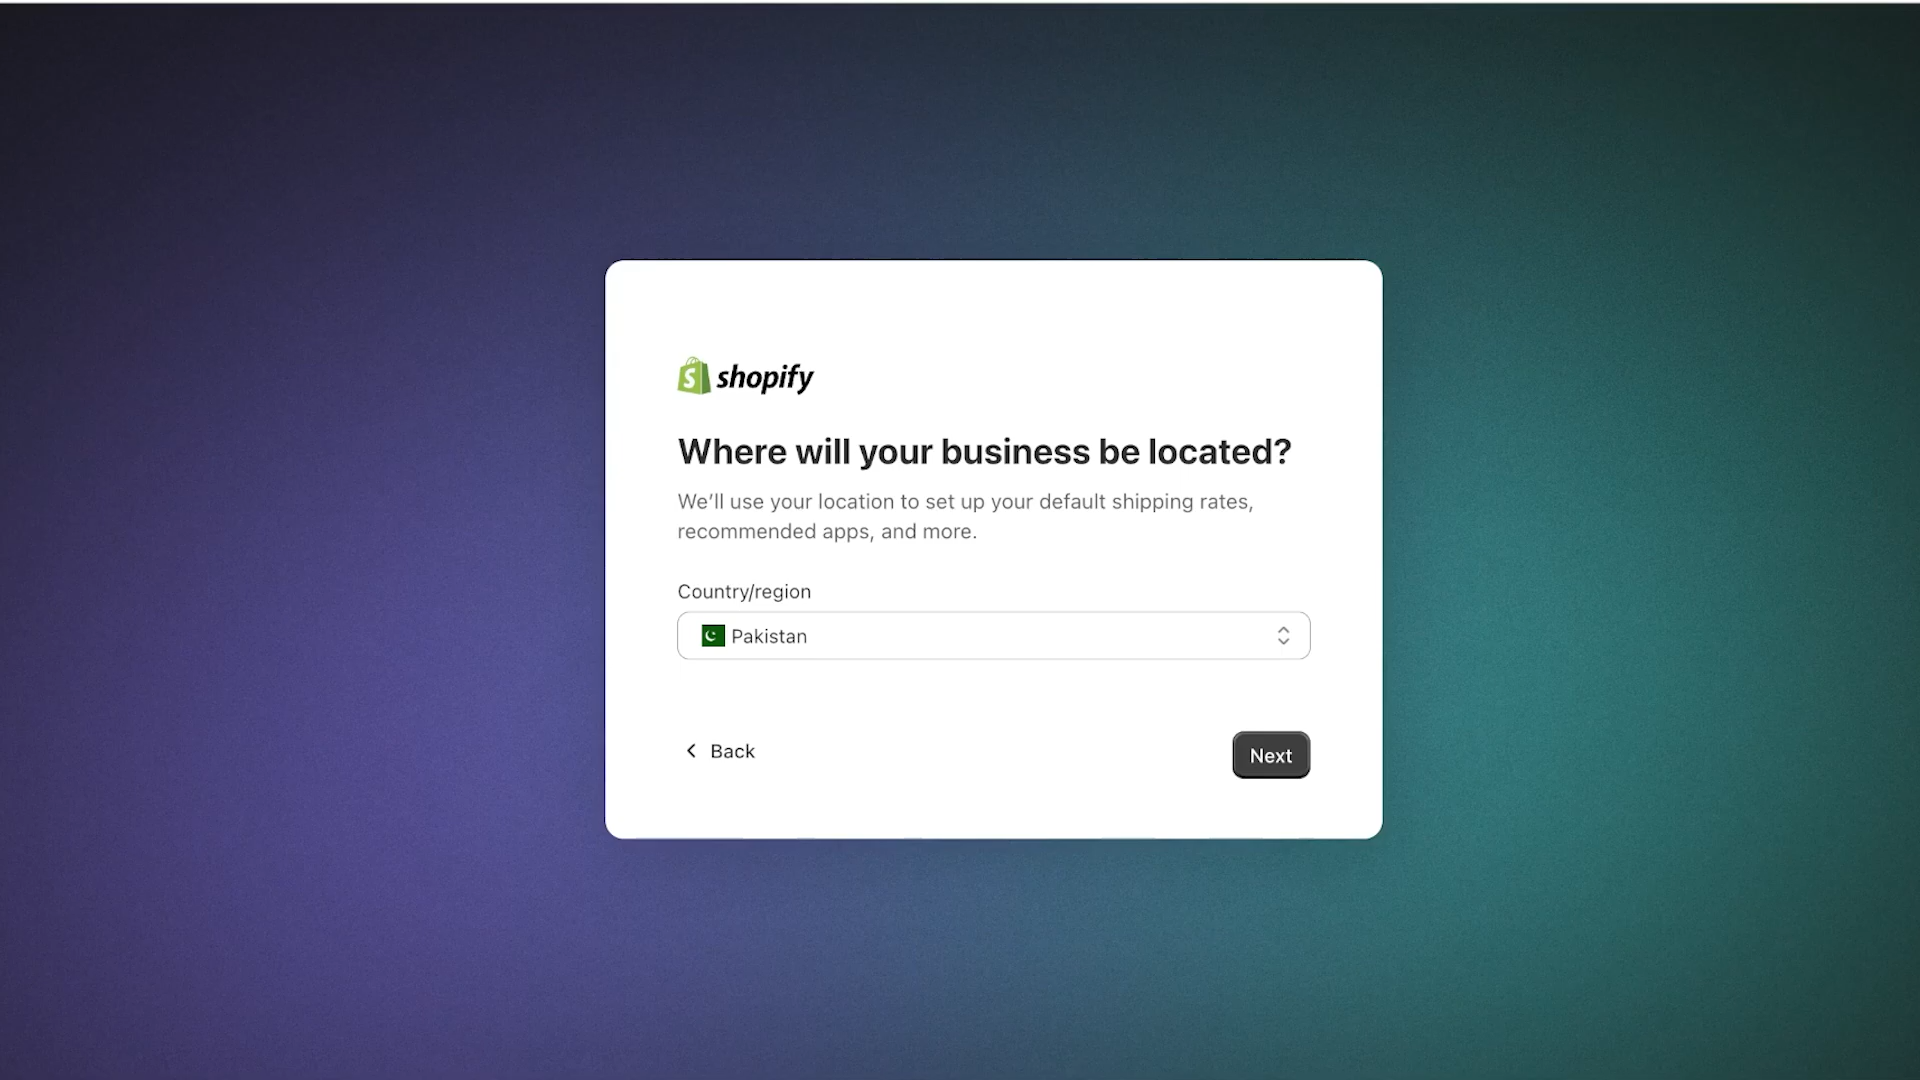 shopify
Where will your business be located?
We’ll use your location to set up your default shipping rates,
recommended apps, and more.
Country/region
Pakistan
Back
Next